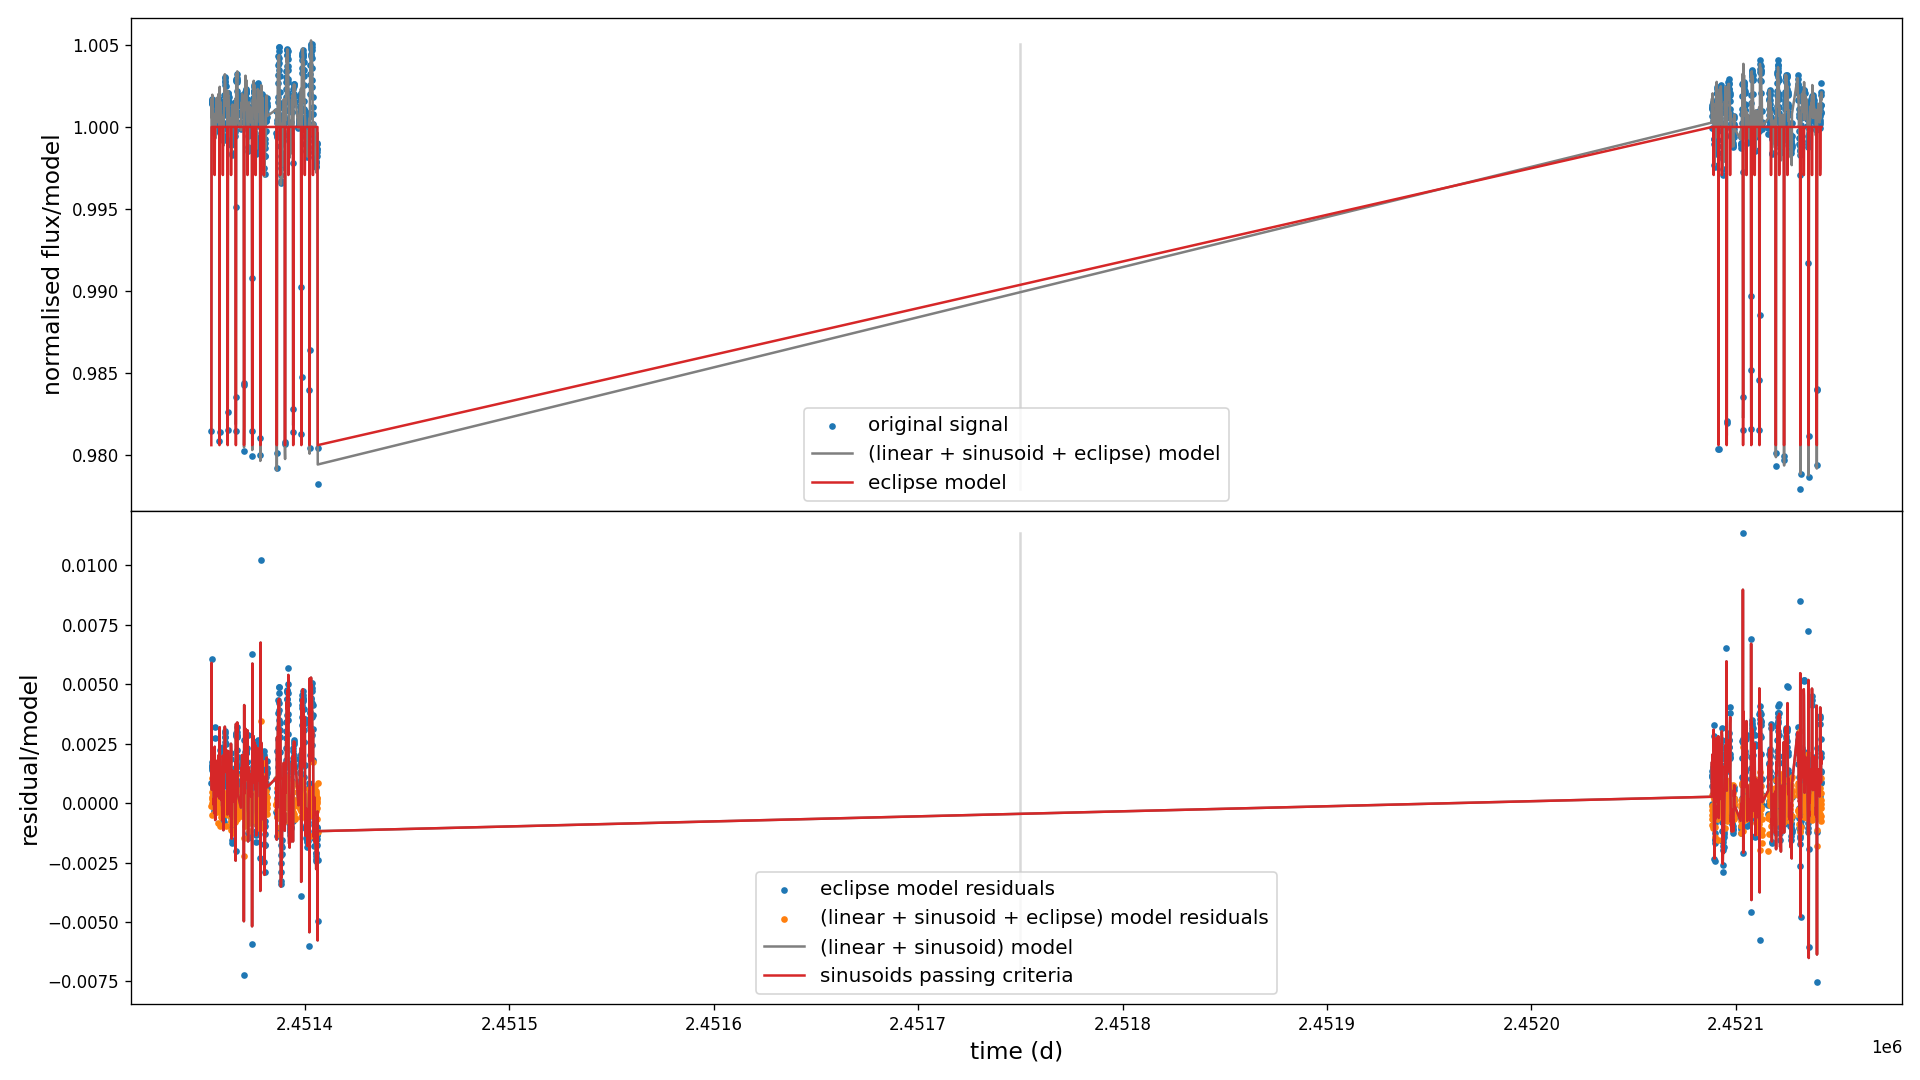 normalised flux/model
1.005
1.000
0.995
0.990
0.985
0.980
original signal
(linear + sinusoid + eclipse) model
eclipse model
residual/model
0.0100
0.0075
0.0050
0.0025
0.0000
−0.0025
−0.0050
−0.0075
eclipse model residuals
(linear + sinusoid + eclipse) model residuals
(linear + sinusoid) model
sinusoids passing criteria
2.4514 2.4515 2.4516 2.4517 2.4518 2.4519 2.4520 2.4521
1e6
time (d)